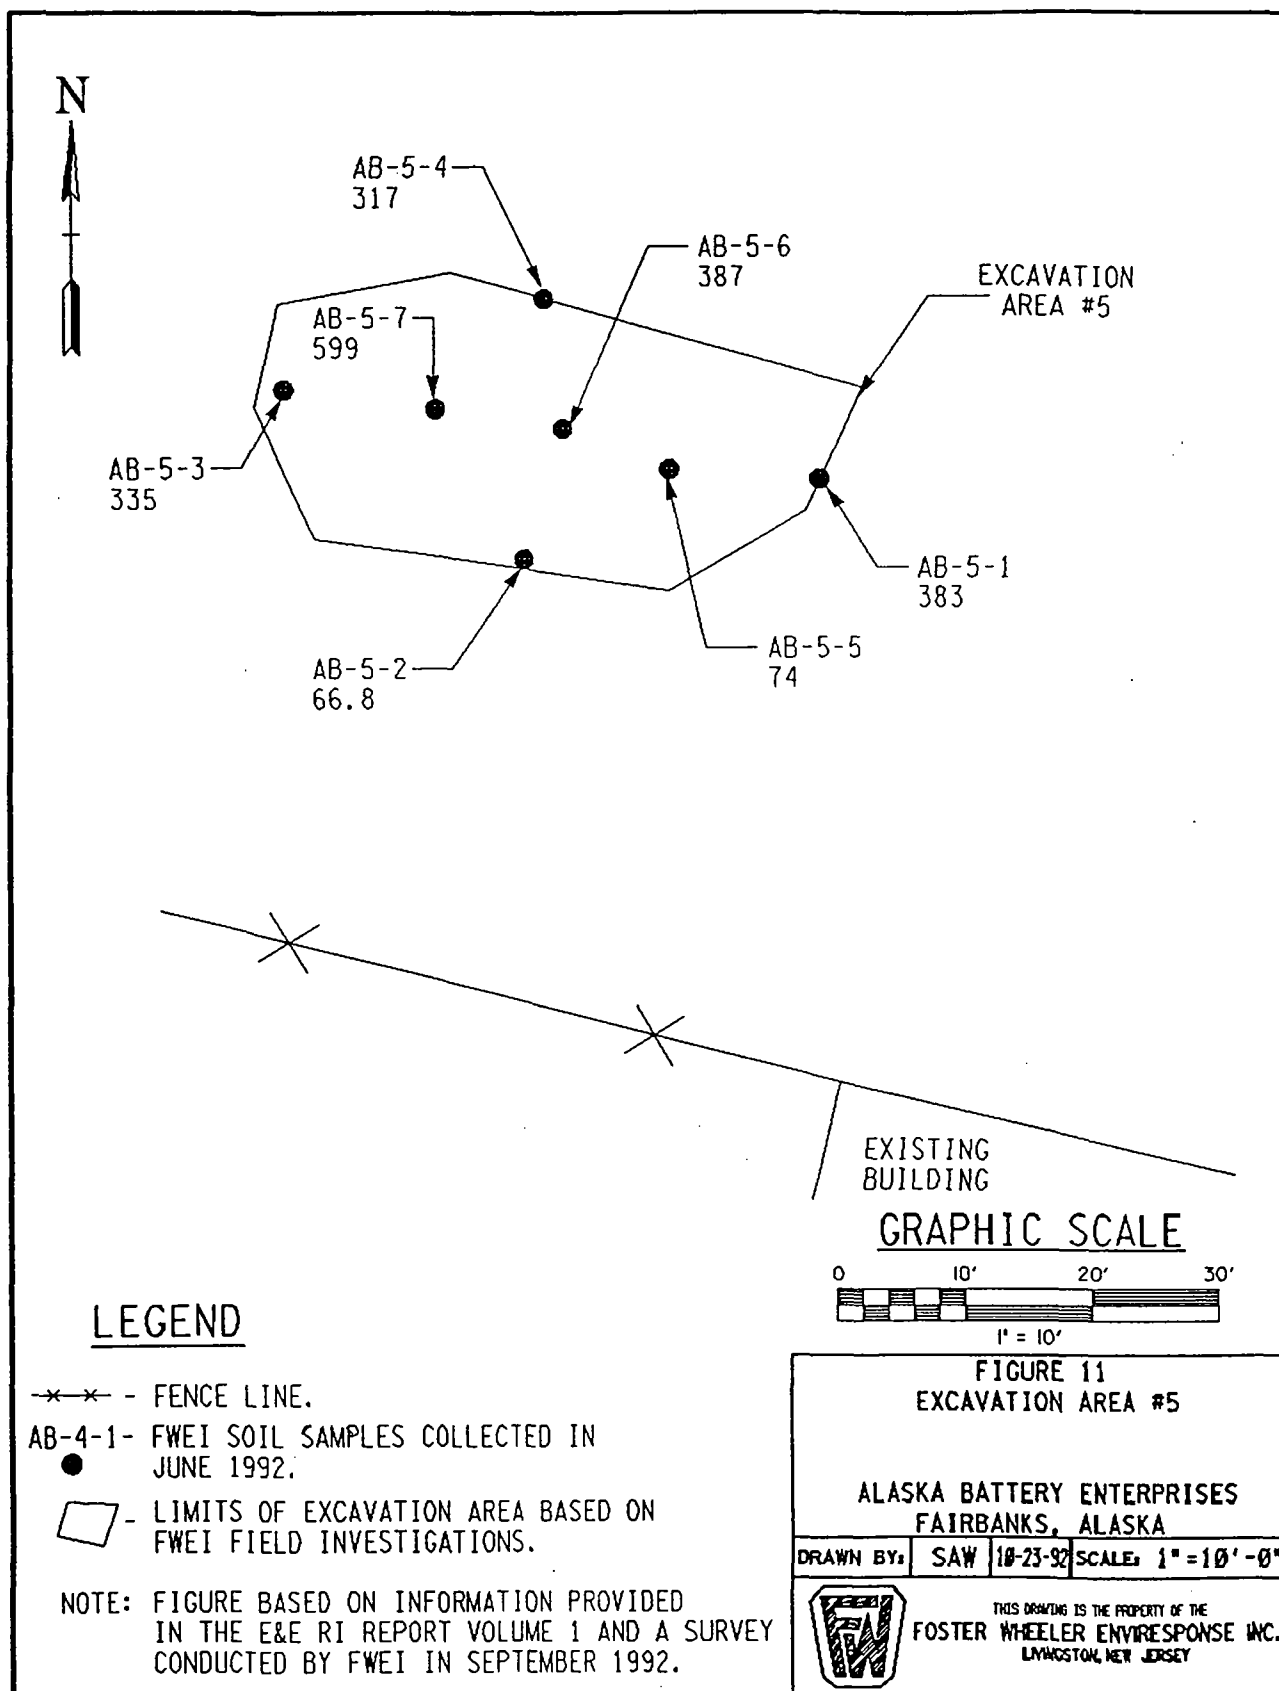 N
AB-5-4
317
AB-5-6
387
EXCAVATION
AREA #5
AB-5-7
599
AB-5-3
335
AB-5-1
383
AB-5-5
74
AB-5-2
66.8
EXISTING
BUILDING
GRAPHIC SCALE
0 10' 20' 30'
1" = 10'
LEGEND
- FENCE LINE.
AB-4-1- FWEI SOIL SAMPLES COLLECTED IN
JUNE 1992.
- LIMITS OF EXCAVATION AREA BASED ON
FWEI FIELD INVESTIGATIONS.
NOTE: FIGURE BASED ON INFORMATION PROVIDED
IN THE E&E RI REPORT VOLUME 1 AND A SURVEY
CONDUCTED BY FWEI IN SEPTEMBER 1992.
FIGURE 11
EXCAVATION AREA #5
ALASKA BATTERY ENTERPRISES
FAIRBANKS, ALASKA
DRAWN BY: SAW 10-23-92 SCALE: 1"=10'-0"
FW
THIS DRAWING IS THE PROPERTY OF THE
FOSTER WHEELER ENVIRESPONSE INC.
LIVINGSTON, NEW JERSEY